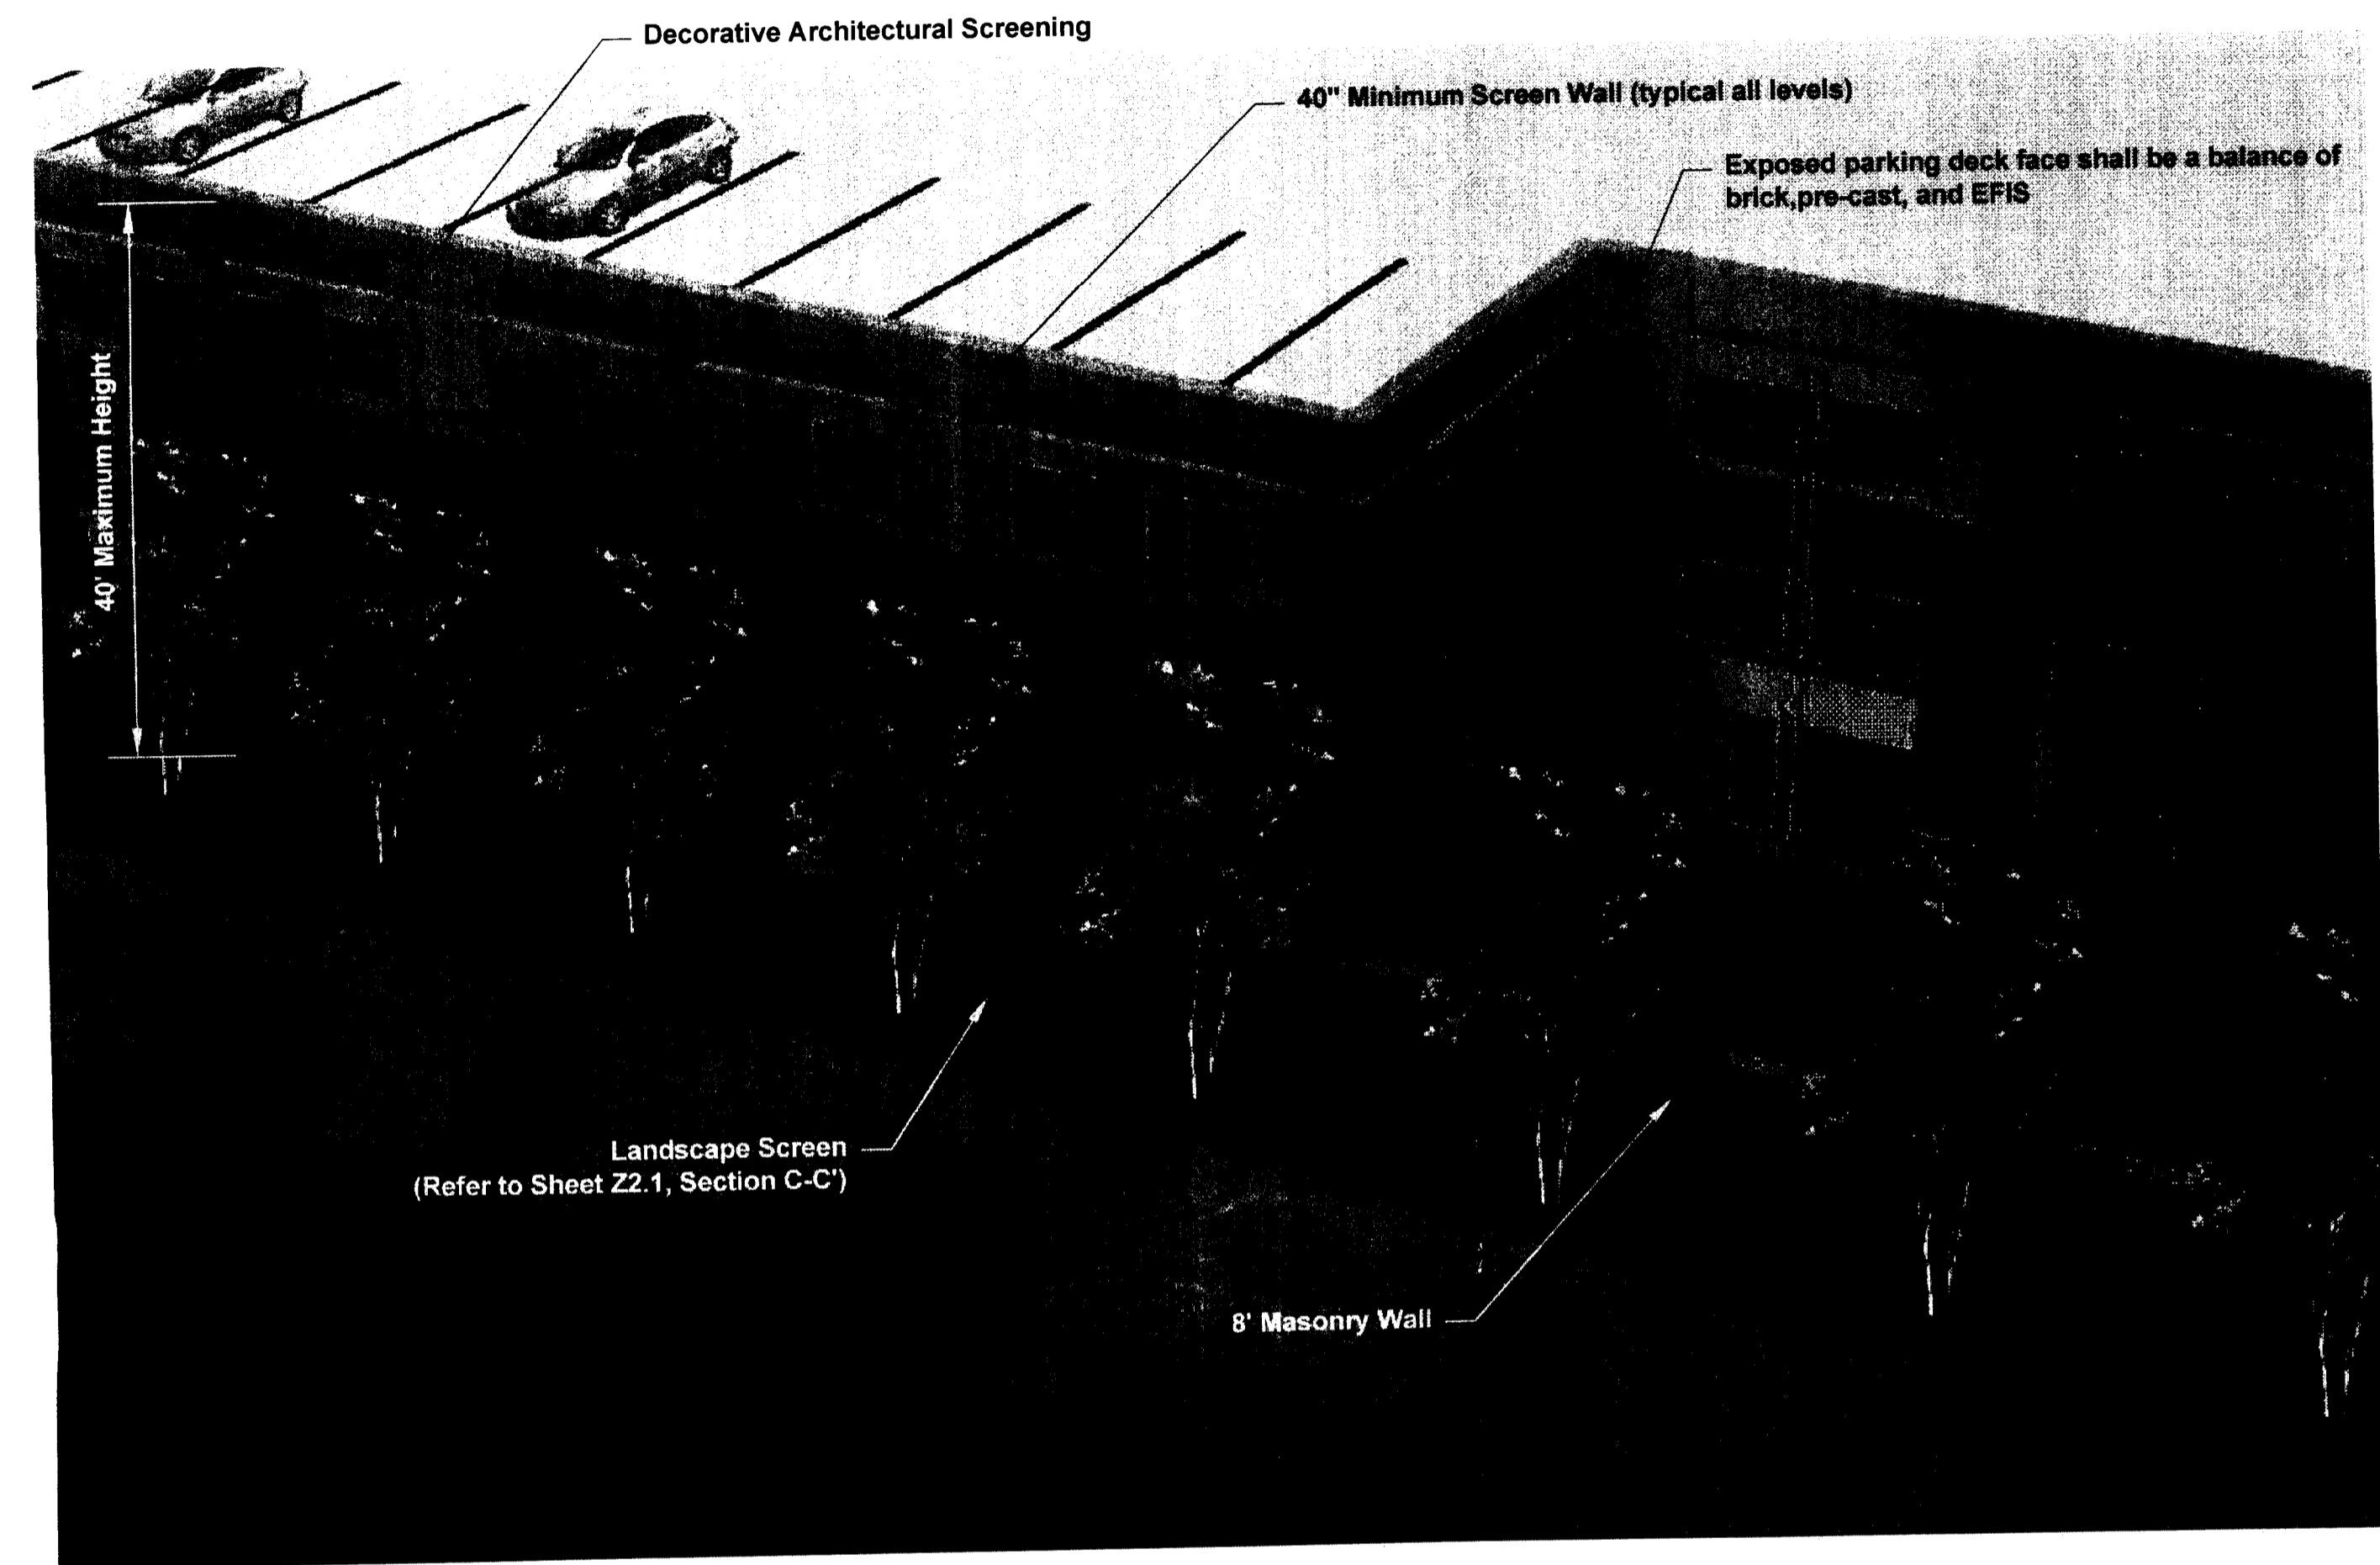 Decorative Architectural Screening
40" Minimum Screen Wall (typical all levels)
Exposed parking deck face shall be a balance of
brick,pre-cast, and EFIS
40' Maximum Height
Landscape Screen
(Refer to Sheet Z2.1, Section C-C')
8' Masonry Wall